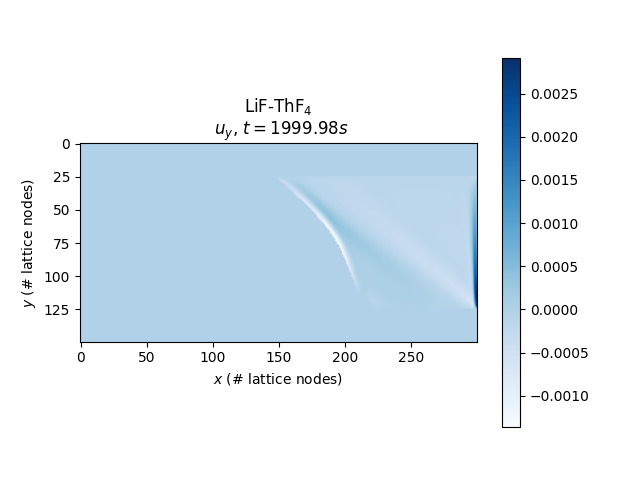 LiF-ThF₄
u_y, t = 1999.98s
0
25
50
75
100
125
y (# lattice nodes)
0 50 100 150 200 250
x (# lattice nodes)
0.0025
0.0020
0.0015
0.0010
0.0005
0.0000
−0.0005
−0.0010